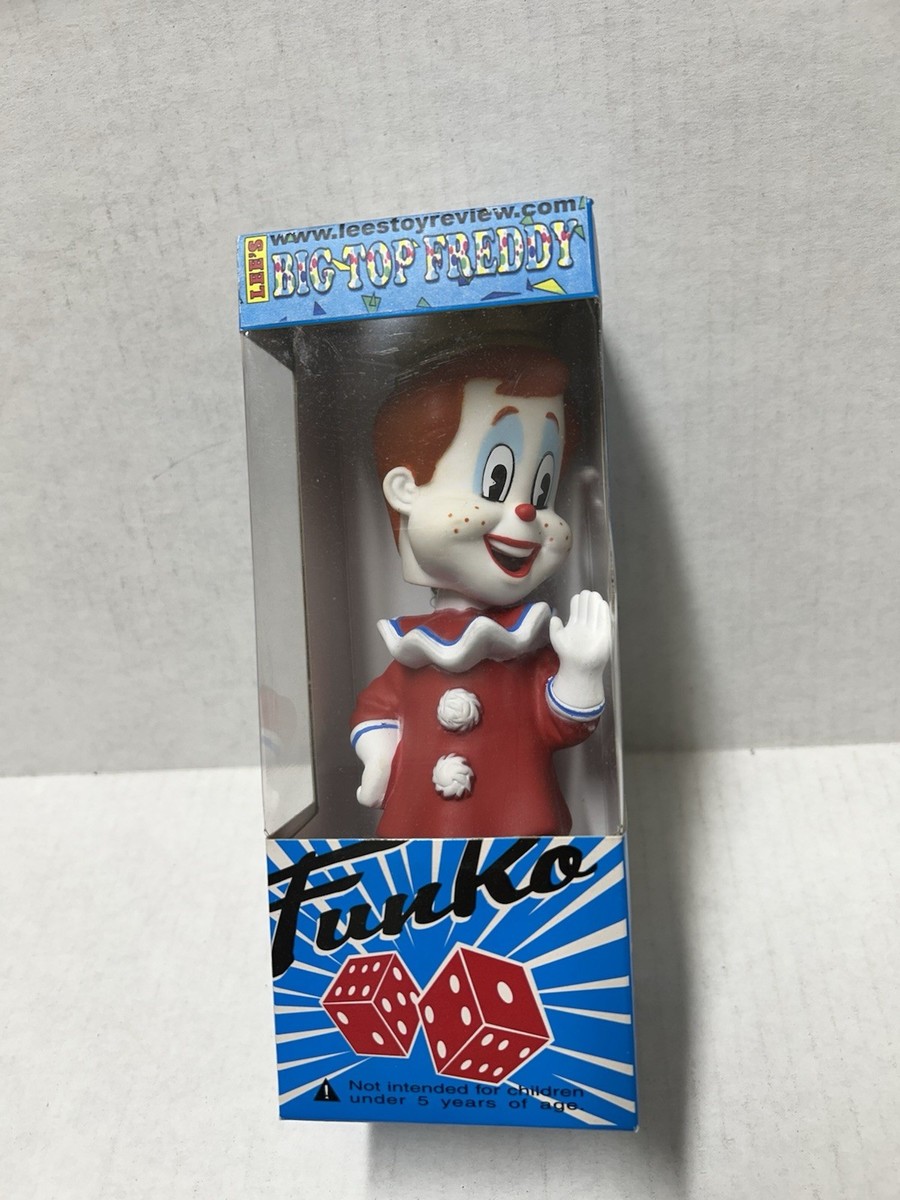 www.leestoyreview.com
LEE'S
BIG TOP FREDDY
Funko
Not intended for children
under 5 years of age.